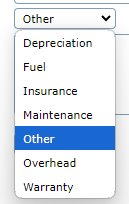 Other
Depreciation
Fuel
Insurance
Maintenance
Other
Overhead
Warranty